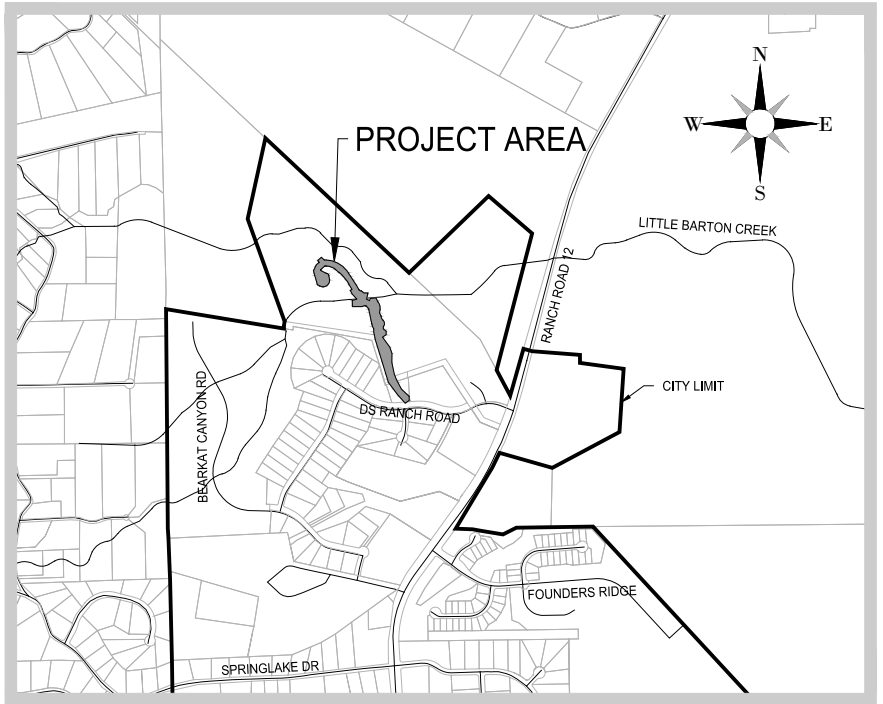 N
PROJECT AREA
W
E
S
LITTLE BARTON CREEK
RANCH ROAD 12
CITY LIMIT
BEARKAT CANYON RD
DS RANCH ROAD
FOUNDERS RIDGE
SPRINGLAKE DR